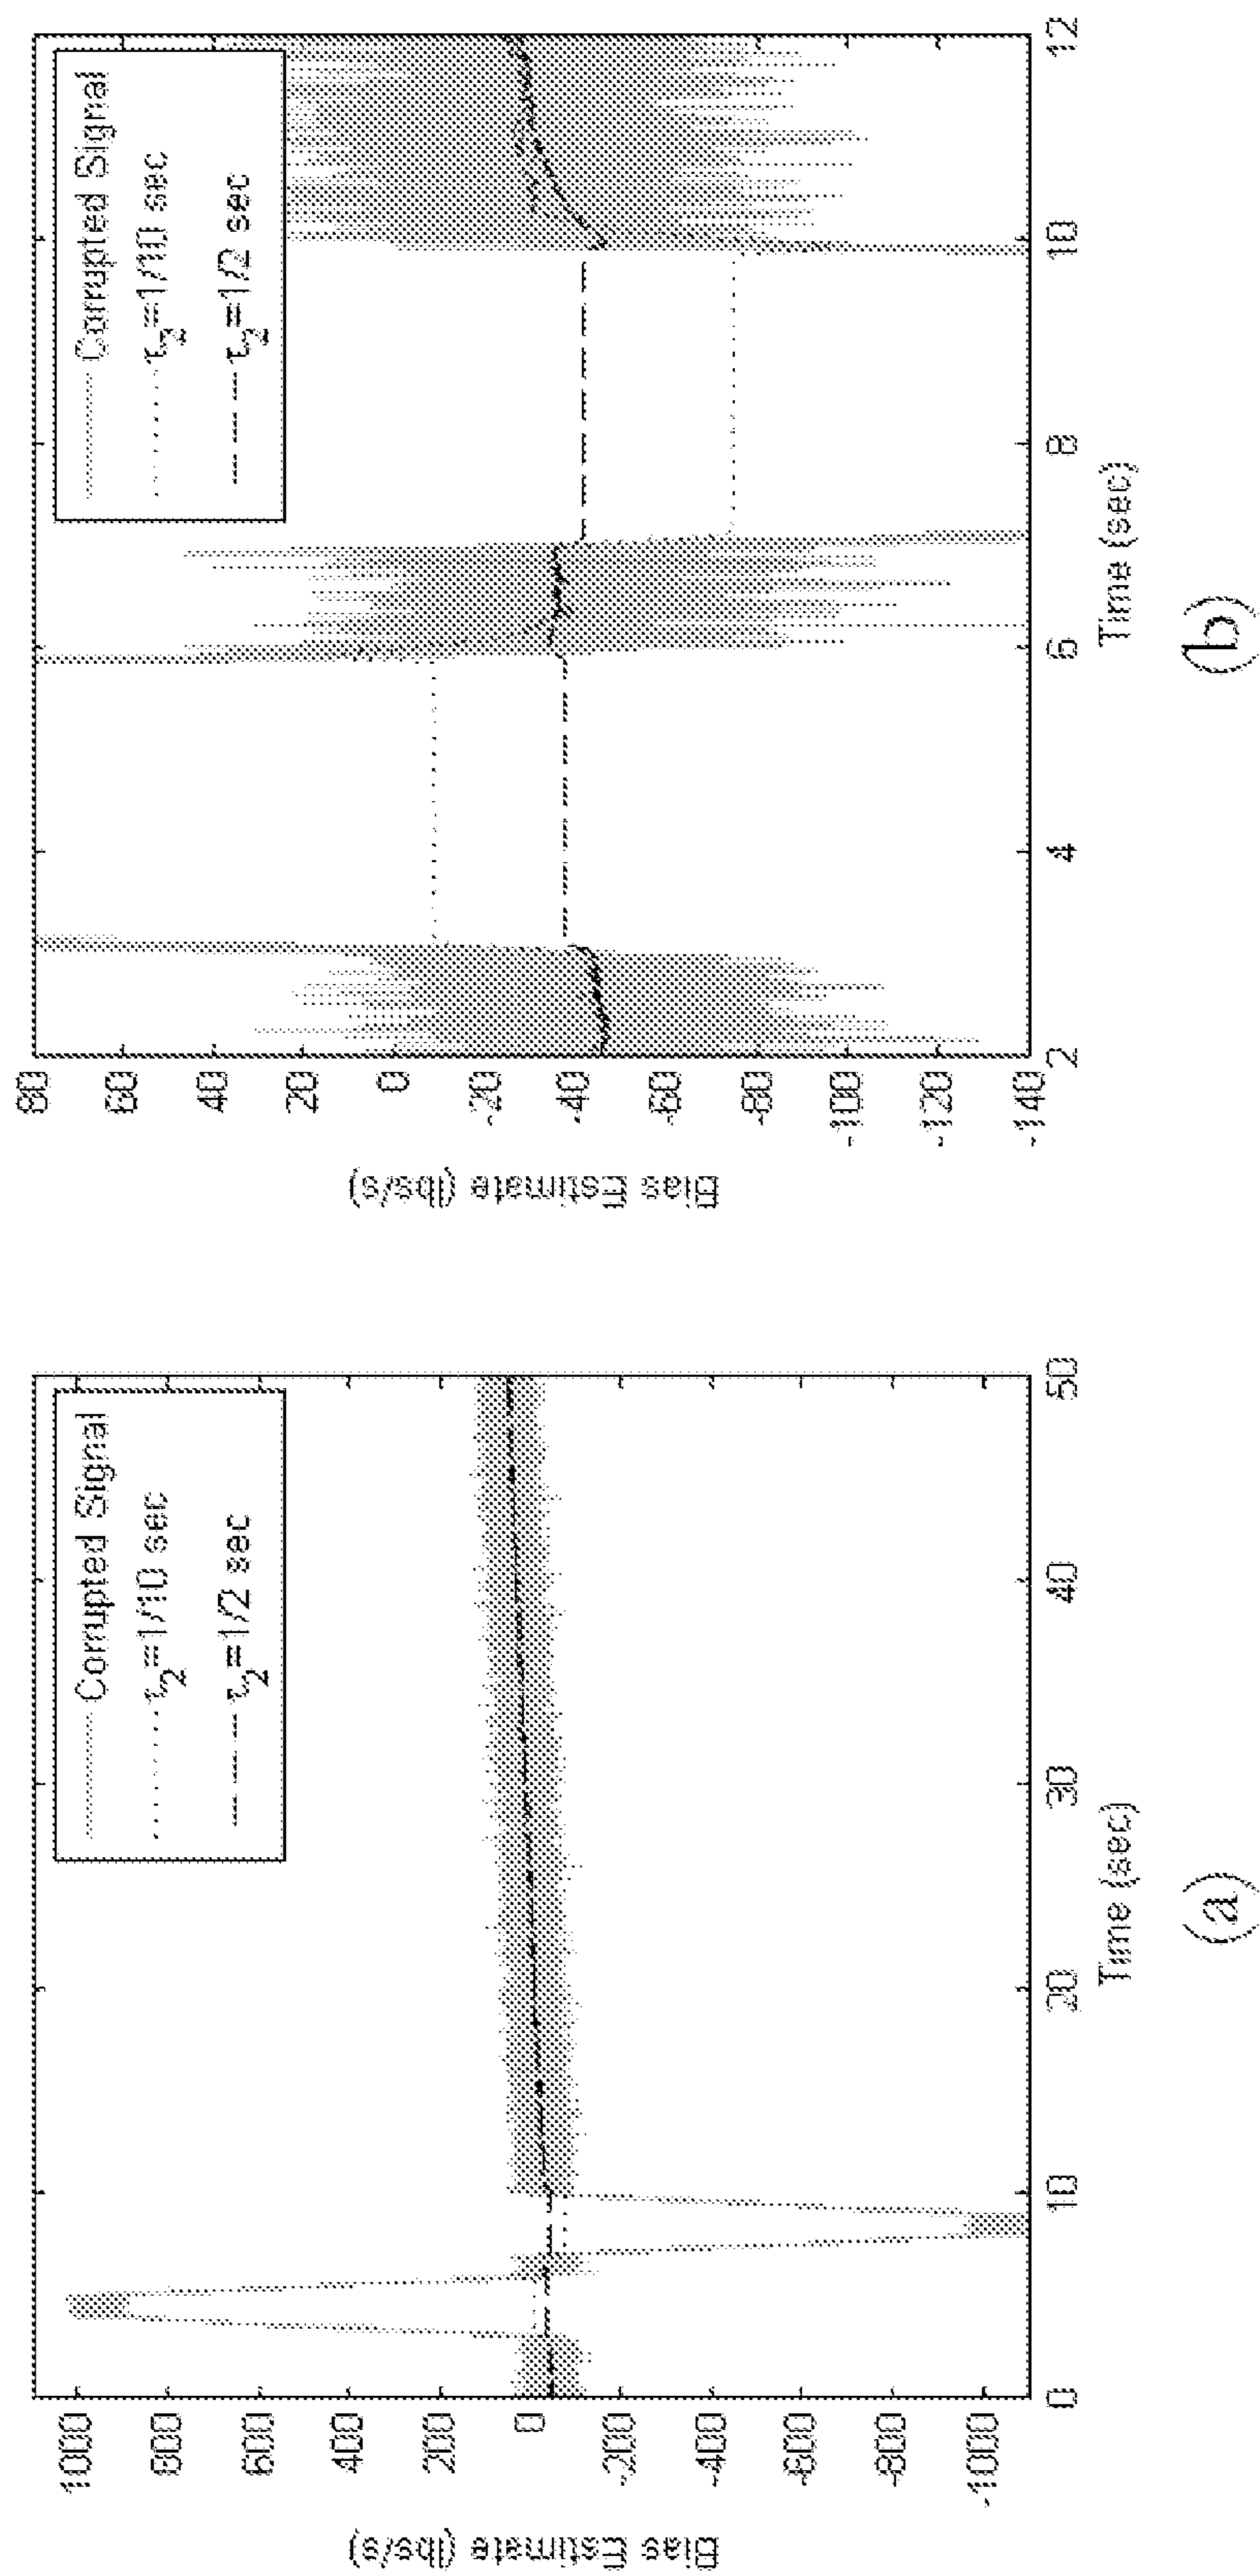 Bias Estimate (lbs/s)
1000
800
600
400
200
0
-200
-400
-600
-800
-1000
0
10
20
30
40
50
Time (sec)
Corrupted Signal
τ₂=1/10 sec
τ₂=1/2 sec
(a)
Bias Estimate (lbs/s)
80
60
40
20
0
-20
-40
-60
-80
-100
-120
-140
2
4
6
8
10
12
Time (sec)
Corrupted Signal
τ₂=1/10 sec
τ₂=1/2 sec
(b)